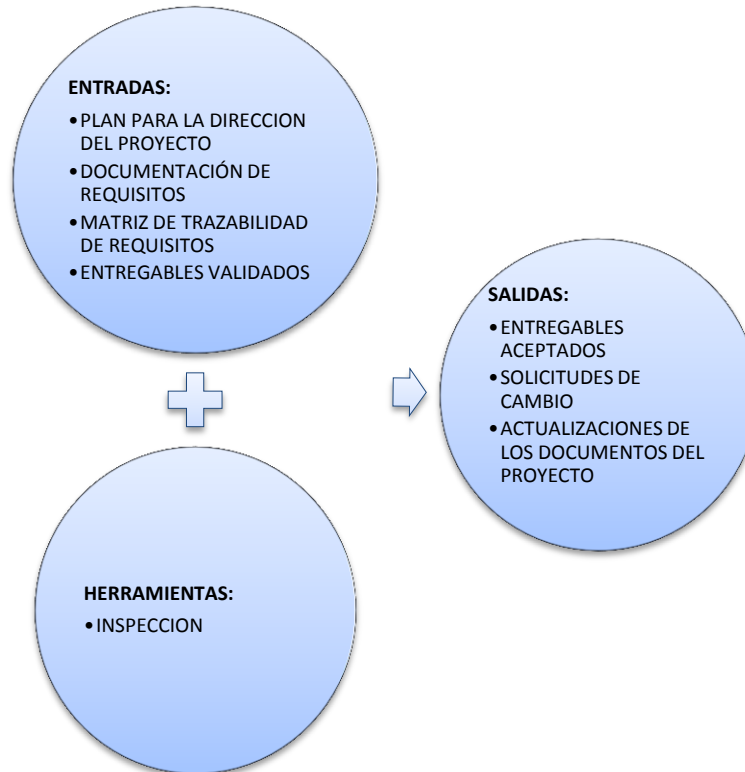 ENTRADAS:
•PLAN PARA LA DIRECCION
DEL PROYECTO
•DOCUMENTACIÓN DE
REQUISITOS
•MATRIZ DE TRAZABILIDAD
DE REQUISITOS
•ENTREGABLES VALIDADOS
HERRAMIENTAS:
•INSPECCION
SALIDAS:
•ENTREGABLES
ACEPTADOS
•SOLICITUDES DE
CAMBIO
•ACTUALIZACIONES DE
LOS DOCUMENTOS DEL
PROYECTO